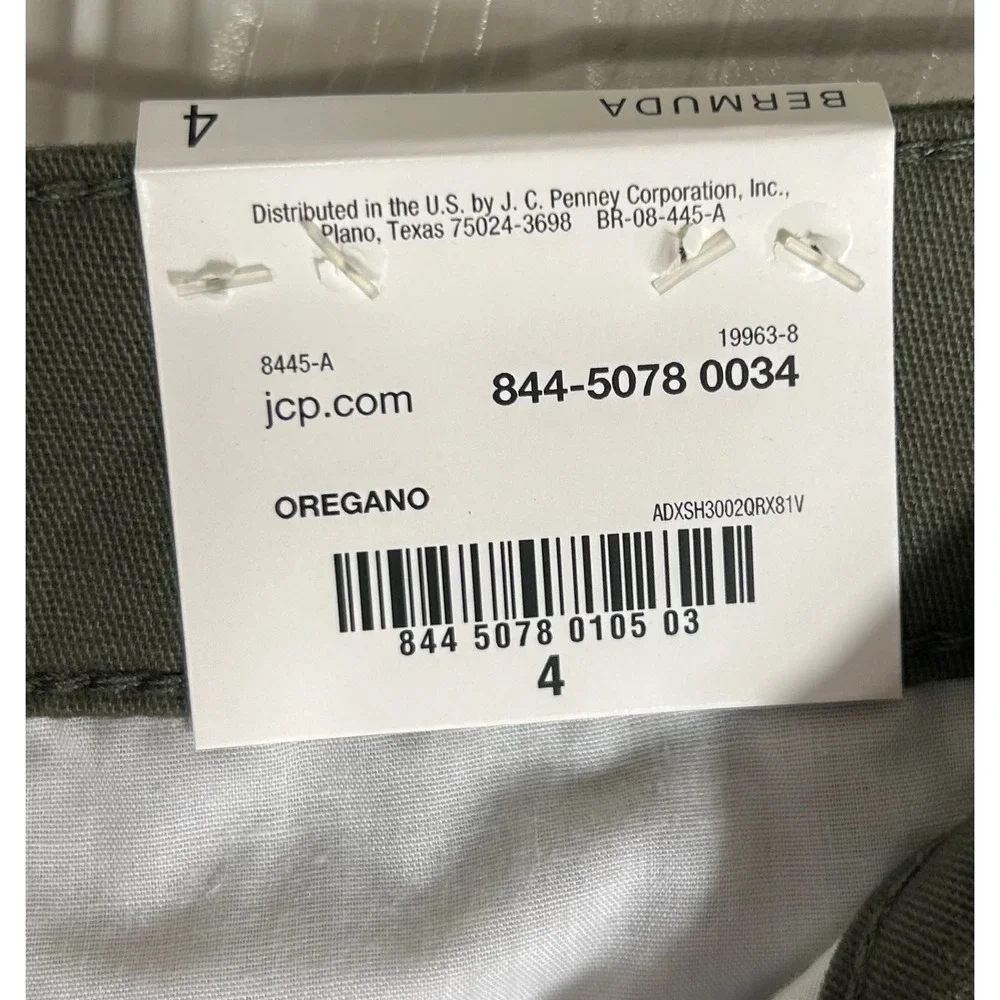 4 BERMUDA
Distributed in the U.S. by J. C. Penney Corporation, Inc.,
Plano, Texas 75024-3698 BR-08-445-A
19963-8
8445-A
jcp.com 844-5078 0034
OREGANO ADXSH3002QRX81V
844 5078 0105 03
4